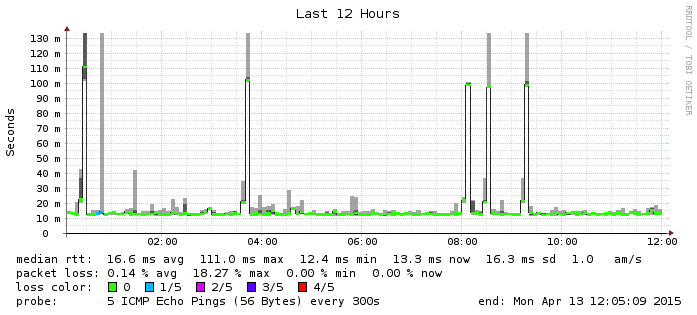 Last 12 Hours
RRDTOOL / TOBI OETIKER
Seconds
130 m
120 m
110 m
100 m
90 m
80 m
70 m
60 m
50 m
40 m
30 m
20 m
10 m
0
02:00 04:00 06:00 08:00 10:00 12:00
median rtt: 16.6 ms avg 111.0 ms max 12.4 ms min 13.3 ms now 16.3 ms sd 1.0 am/s
packet loss: 0.14 % avg 18.27 % max 0.00 % min 0.00 % now
loss color: 0 1/5 2/5 3/5 4/5
probe: 5 ICMP Echo Pings (56 Bytes) every 300s end: Mon Apr 13 12:05:09 2015